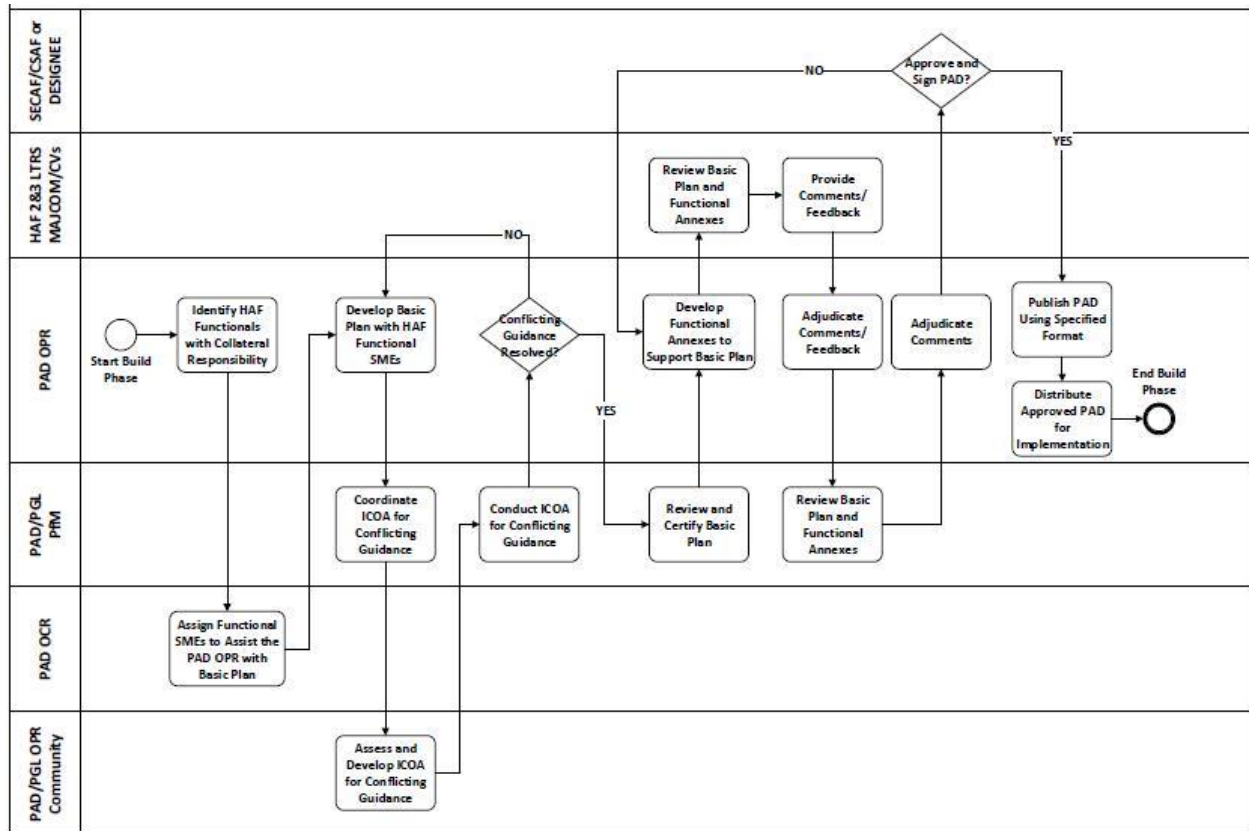 SECAF/CSAF or
DESIGNEE
Approve and
Sign PAD?
NO
YES
HAF 2&3 LTRS
MAJCOM/CVs
Review Basic
Plan and
Functional
Annexes
Provide
Comments/
Feedback
NO
PAD OPR
Start Build
Phase
Identify HAF
Functionals
with Collateral
Responsibility
Develop Basic
Plan with HAF
Functional
SMEs
Conflicting
Guidance
Resolved?
YES
Develop
Functional
Annexes to
Support Basic Plan
Adjudicate
Comments/
Feedback
Adjudicate
Comments
Publish PAD
Using Specified
Format
Distribute
Approved PAD
for
Implementation
End Build
Phase
PAD/PGL
PfM
Coordinate
ICOA for
Conflicting
Guidance
Conduct ICOA
for Conflicting
Guidance
Review and
Certify Basic
Plan
Review Basic
Plan and
Functional
Annexes
PAD OCR
Assign Functional
SMEs to Assist the
PAD OPR with
Basic Plan
PAD/PGL OPR
Community
Assess and
Develop ICOA
for Conflicting
Guidance